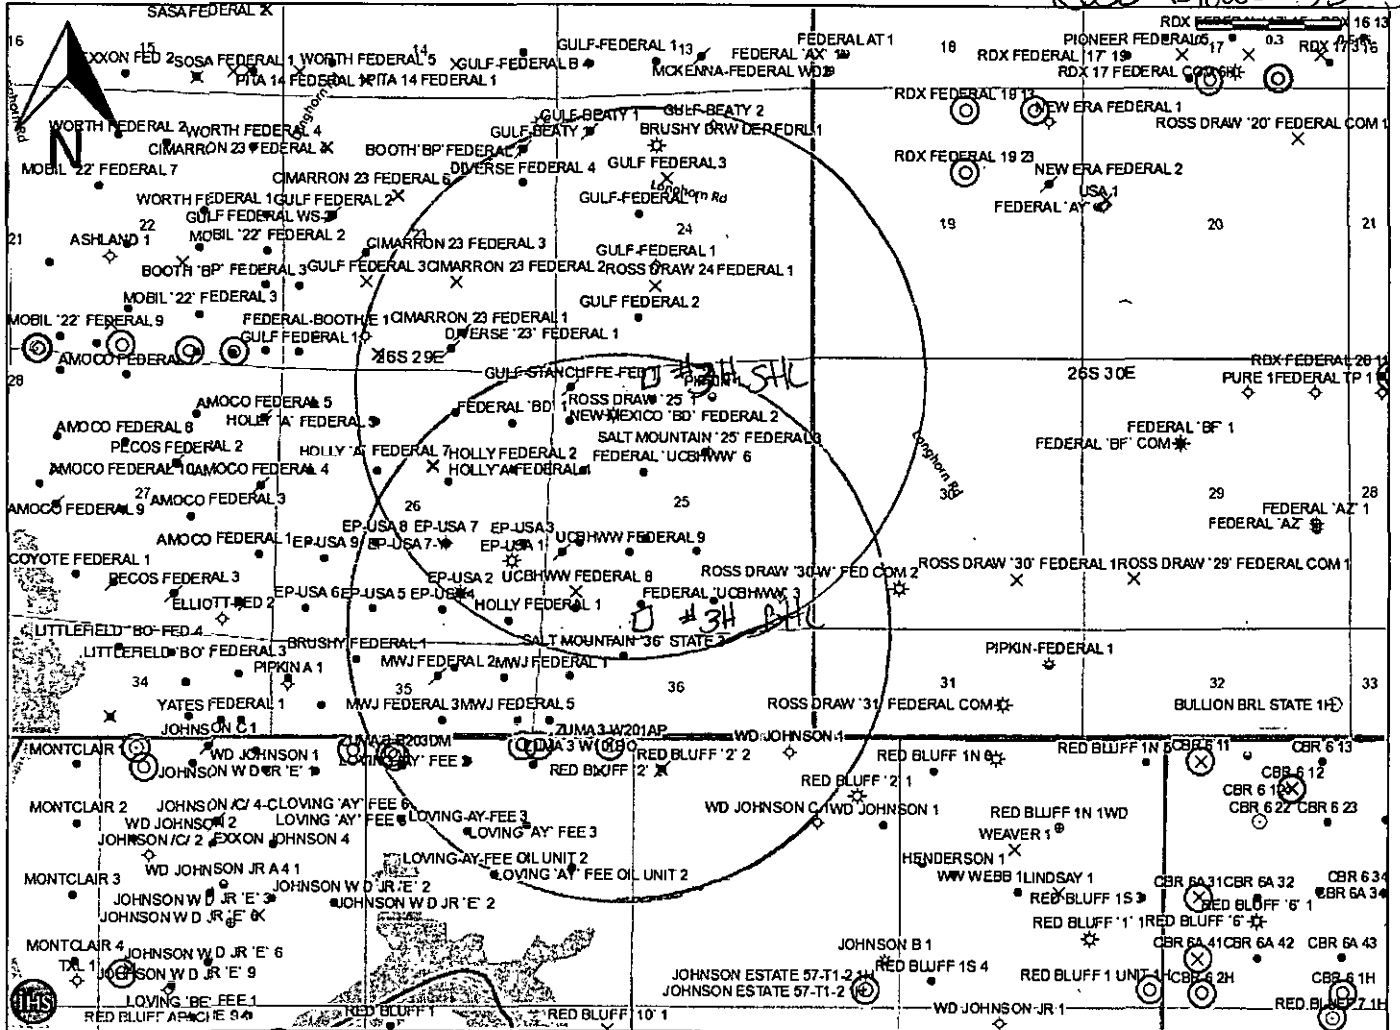 SASA FEDERAL 2
RDX 16 13
16
15
14
13
18
17
16
EXXON FED 2
SOSA FEDERAL 1
WORTH FEDERAL 5
GULF-FEDERAL 1
FEDERAL AT 1
PIONEER FEDERAL 5
0.3
PITA 14 FEDERAL
PITA 14 FEDERAL 1
GULF-FEDERAL B 4
FEDERAL 'AX'
RDX FEDERAL '17' 19
MCKENNA-FEDERAL WD
RDX 17 FEDERAL COM
RDX FEDERAL 19 13
NEW ERA FEDERAL 1
ROSS DRAW '20' FEDERAL COM 1
Longhorn Rd
N
WORTH FEDERAL 2
WORTH FEDERAL 4
GULF-BEATY 1
GULF-BEATY 2
CIMARRON 23 FEDERAL
GULF-BEATY
BRUSHY DRW DER FDRL 1
BOOTH 'BP' FEDERAL
MOBIL '22' FEDERAL 7
DIVERSE FEDERAL 4
GULF FEDERAL 3
RDX FEDERAL 19 23
NEW ERA FEDERAL 2
CIMARRON 23 FEDERAL 6
Longhorn Rd
WORTH FEDERAL 1
GULF FEDERAL 2
GULF-FEDERAL 1
USA 1
GULF FEDERAL WS-
FEDERAL 'AY'
21
22
23
24
19
20
21
ASHLAND 1
MOBIL '22' FEDERAL 2
CIMARRON 23 FEDERAL 3
GULF-FEDERAL 1
BOOTH 'BP' FEDERAL 3
GULF FEDERAL 3
CIMARRON 23 FEDERAL 2
ROSS DRAW 24 FEDERAL 1
MOBIL '22' FEDERAL 3
GULF FEDERAL 2
MOBIL '22' FEDERAL 9
FEDERAL-BOOTH/E 1
CIMARRON 23 FEDERAL 1
GULF FEDERAL 1
DIVERSE '23' FEDERAL 1
AMOCO FEDERAL
26S 29E
26S 30E
28
GULF-STANCLIFFE-FED
#3H SHL
PURE 1 FEDERAL TP 1
AMOCO FEDERAL 5
FEDERAL 'BD' 1
ROSS DRAW '25' 1
HOLLY 'A' FEDERAL
NEW MEXICO 'BD' FEDERAL 2
AMOCO FEDERAL 8
SALT MOUNTAIN '25' FEDERAL
FEDERAL 'BF' 1
FEDERAL 'BF' COM
PECOS FEDERAL 2
HOLLY 'A' FEDERAL 7
HOLLY FEDERAL 2
FEDERAL 'UCBHWW' 6
Longhorn Rd
AMOCO FEDERAL 10
AMOCO FEDERAL 4
HOLLY 'A' FEDERAL
27
26
25
30
29
28
AMOCO FEDERAL 9
AMOCO FEDERAL 3
FEDERAL 'AZ' 1
FEDERAL 'AZ'
EP-USA 8
EP-USA 7
EP-USA 3
AMOCO FEDERAL 1
EP-USA 9
EP-USA 7-Y
EP-USA 1
UCBHWW FEDERAL 9
COYOTE FEDERAL 1
PECOS FEDERAL 3
EP-USA 2
UCBHWW FEDERAL 8
ROSS DRAW '30-W' FED COM 2
ROSS DRAW '30' FEDERAL 1
ROSS DRAW '29' FEDERAL COM 1
ELLIOTT-FED 2
EP-USA 6
EP-USA 5
EP-USA 4
HOLLY FEDERAL 1
FEDERAL 'UCBHWW' 3
#3H BHL
LITTLEFIELD 'BO' FED 4
LITTLEFIELD 'BO' FEDERAL 3
BRUSHY FEDERAL 1
SALT MOUNTAIN '36' STATE 3
PIPKIN A 1
MWJ FEDERAL 2
MWJ FEDERAL 1
PIPKIN-FEDERAL 1
34
35
36
31
32
33
YATES FEDERAL 1
MWJ FEDERAL 3
MWJ FEDERAL 5
ROSS DRAW '31' FEDERAL COM
BULLION BRL STATE 1H
JOHNSON C 1
MONTCLAIR
WD JOHNSON 1
ZUMA 3-W201AP
RED BLUFF '2' 2
WD JOHNSON 1
RED BLUFF 1N 6
RED BLUFF 1N 5
CBR 6 11
CBR 6 13
RED BLUFF '2'
CBR 6 12
MONTCLAIR 2
RED BLUFF '2' 1
CBR 6 22
CBR 6 23
WD JOHNSON 2
LOVING 'AY' FEE 6
LOVING-AY-FEE 3
WD JOHNSON C 1
WD JOHNSON 1
RED BLUFF 1N 1WD
JOHNSON /C/ 2
EXXON JOHNSON 4
LOVING 'AY' FEE 3
WEAVER 1
WD JOHNSON JR A 4 1
LOVING-AY-FEE OIL UNIT 2
HENDERSON 1
LOVING 'AY' FEE OIL UNIT 2
MONTCLAIR 3
WW WEBB 1
LINDSAY 1
CBR 6A 31
CBR 6A 32
CBR 6 34
JOHNSON W D JR 'E' 3
JOHNSON W D JR 'E' 2
RED BLUFF 1S 3
CBR 6A 34
JOHNSON W D JR 'E' 6
JOHNSON W D JR 'E' 2
RED BLUFF '1' 1
RED BLUFF '6' 1
MONTCLAIR 4
JOHNSON W D JR 'E' 6
JOHNSON B 1
CBR 6A 41
CBR 6A 42
CBR 6A 43
TXL 1
JOHNSON W D JR 'E' 9
JOHNSON ESTATE 57-T1-2 1H
RED BLUFF 1S 4
RED BLUFF 1 UNIT 1H
CBR 6 2H
CBR 6 1H
IHS
LOVING 'BE' FEE 1
JOHNSON ESTATE 57-T1-2
WD JOHNSON JR 1
RED BLUFF 7 1H
RED BLUFF APACHE 94
RED BLUFF 1
RED BLUFF '10' 1